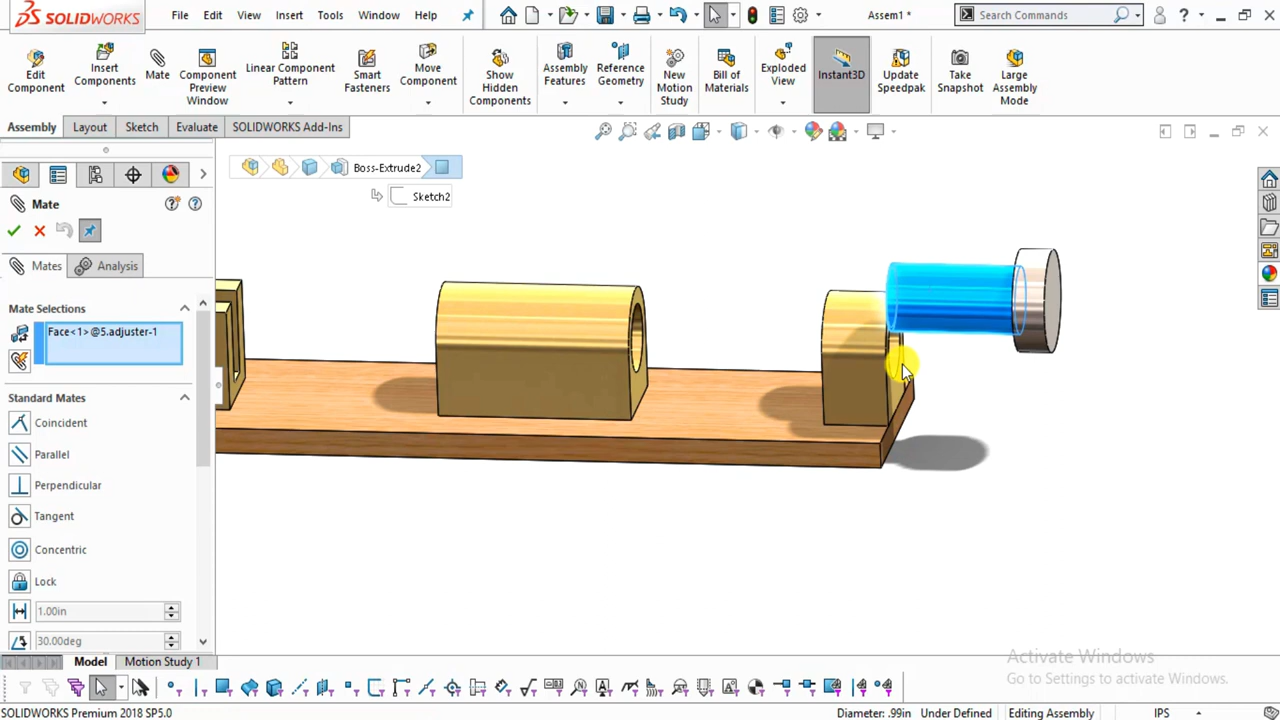 SOLIDWORKS
File Edit View Insert Tools Window Help
Assem1 *
Search Commands
Edit Component
Insert Components
Mate
Component Preview Window
Linear Component Pattern
Smart Fasteners
Move Component
Show Hidden Components
Assembly Features
Reference Geometry
New Motion Study
Bill of Materials
Exploded View
Instant3D
Update Speedpak
Take Snapshot
Large Assembly Mode
Assembly Layout Sketch Evaluate SOLIDWORKS Add-Ins
Boss-Extrude2
Sketch2
Mate
Mates Analysis
Mate Selections
Face<1>@5.adjuster-1
Standard Mates
Coincident
Parallel
Perpendicular
Tangent
Concentric
Lock
1.00in
30.00deg
Activate Windows
Go to Settings to activate Windows.
Model Motion Study 1
SOLIDWORKS Premium 2018 SP5.0
Diameter: .99in Under Defined Editing Assembly IPS